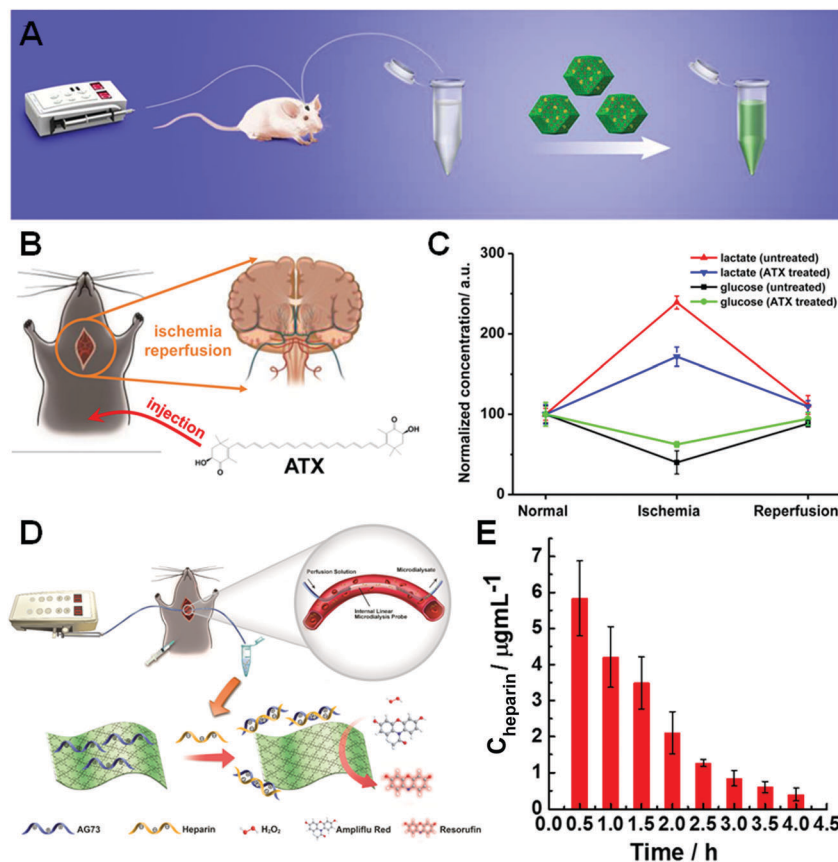 A
B
ischemia
reperfusion
injection
HO
O
O
OH
ATX
C
Normalized concentration/ a.u.
300
200
100
0
lactate (untreated)
lactate (ATX treated)
glucose (untreated)
glucose (ATX treated)
Normal Ischemia Reperfusion
D
Perfusion Solution
Microdialysate
Internal Linear
Microdialysis Probe
AG73 Heparin H₂O₂ Ampliflu Red Resorufin
E
Cheparin / µgmL⁻¹
7
6
5
4
3
2
1
0
0.0 0.5 1.0 1.5 2.0 2.5 3.0 3.5 4.0 4.5
Time / h